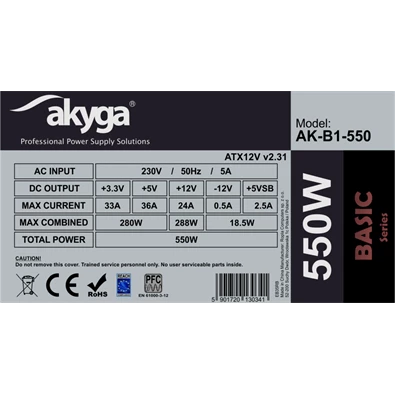 akyga
Professional Power Supply Solutions
Model:
AK-B1-550
ATX12V v2.31
AC INPUT 230V / 50Hz / 5A
DC OUTPUT +3.3V +5V +12V -12V +5VSB
MAX CURRENT 33A 36A 24A 0.5A 2.5A
MAX COMBINED 280W 288W 18.5W
TOTAL POWER 550W
550W
BASIC
Series
CAUTION!
Do not remove this cover. Trained service personnel only. No user serviceable parts inside.
CE RoHS PFC
EN 61000-3-12
5 901720 130341